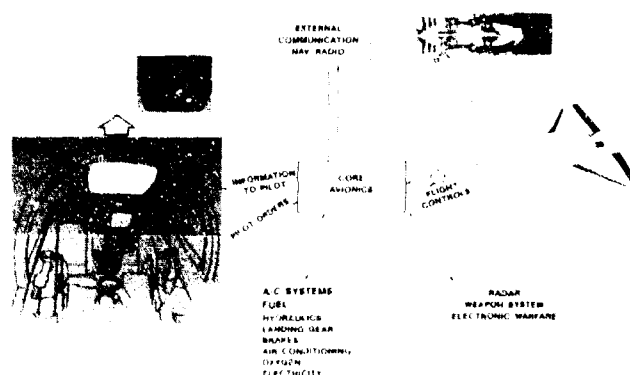 EXTERNAL
COMMUNICATION
NAV RADIO
INFORMATION
TO PILOT
PILOT ORDERS
CORE
AVIONICS
FLIGHT
CONTROLS
A/C SYSTEMS
FUEL
HYDRAULICS
LANDING GEAR
BRAKES
AIR CONDITIONING
OXYGEN
ELECTRICITY
RADAR
WEAPON SYSTEM
ELECTRONIC WARFARE